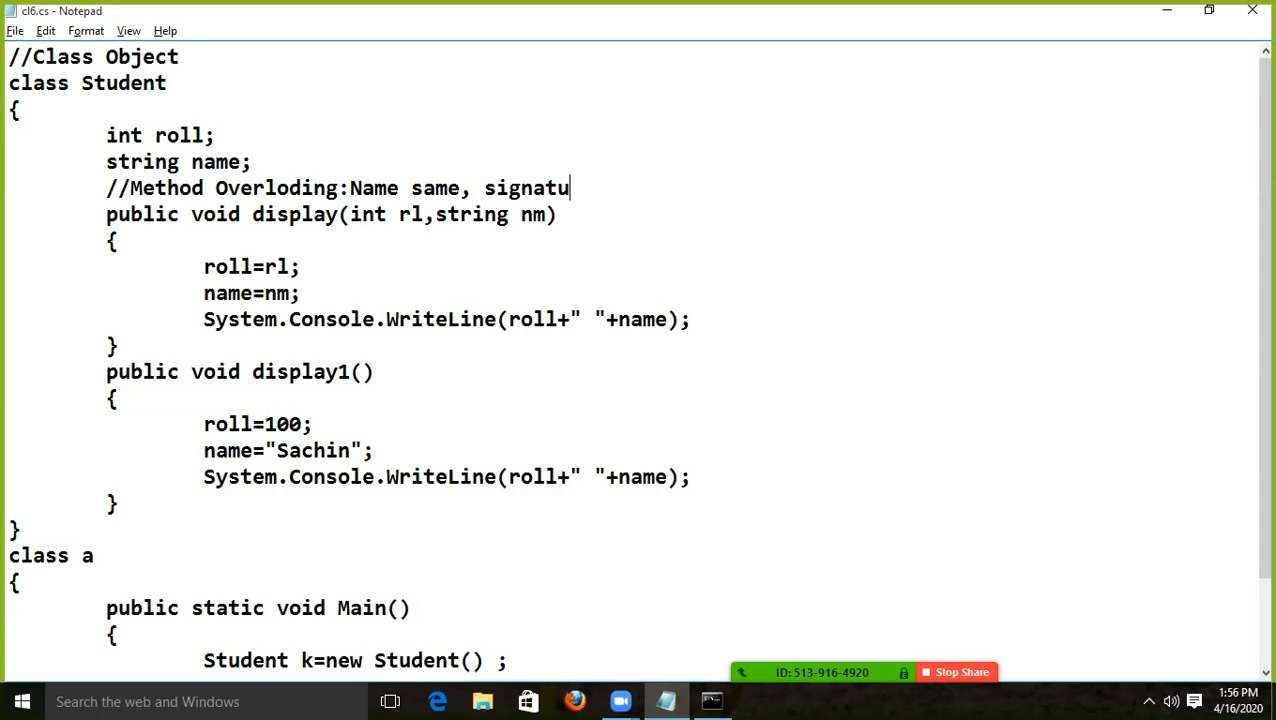 cl6.cs - Notepad
File Edit Format View Help
//Class Object
class Student
{
int roll;
string name;
//Method Overloding:Name same, signatu
public void display(int rl,string nm)
{
roll=rl;
name=nm;
System.Console.WriteLine(roll+" "+name);
}
public void display1()
{
roll=100;
name="Sachin";
System.Console.WriteLine(roll+" "+name);
}
}
class a
{
public static void Main()
{
Student k=new Student() ;
ID: 513-916-4920 Stop Share
Search the web and Windows
1:56 PM
4/16/2020